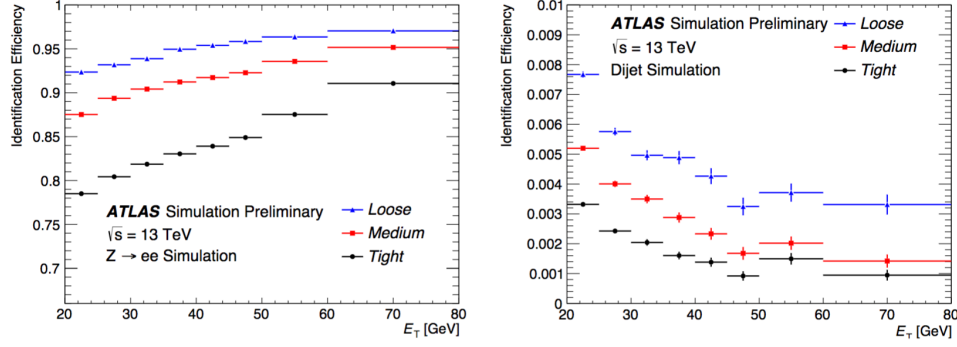 Identification Efficiency
1
0.95
0.9
0.85
0.8
0.75
0.7
ATLAS Simulation Preliminary
√s = 13 TeV
Z → ee Simulation
Loose
Medium
Tight
20 30 40 50 60 70 80
E_T [GeV]
Identification Efficiency
0.01
0.009
0.008
0.007
0.006
0.005
0.004
0.003
0.002
0.001
0
ATLAS Simulation Preliminary
√s = 13 TeV
Dijet Simulation
Loose
Medium
Tight
20 30 40 50 60 70 80
E_T [GeV]